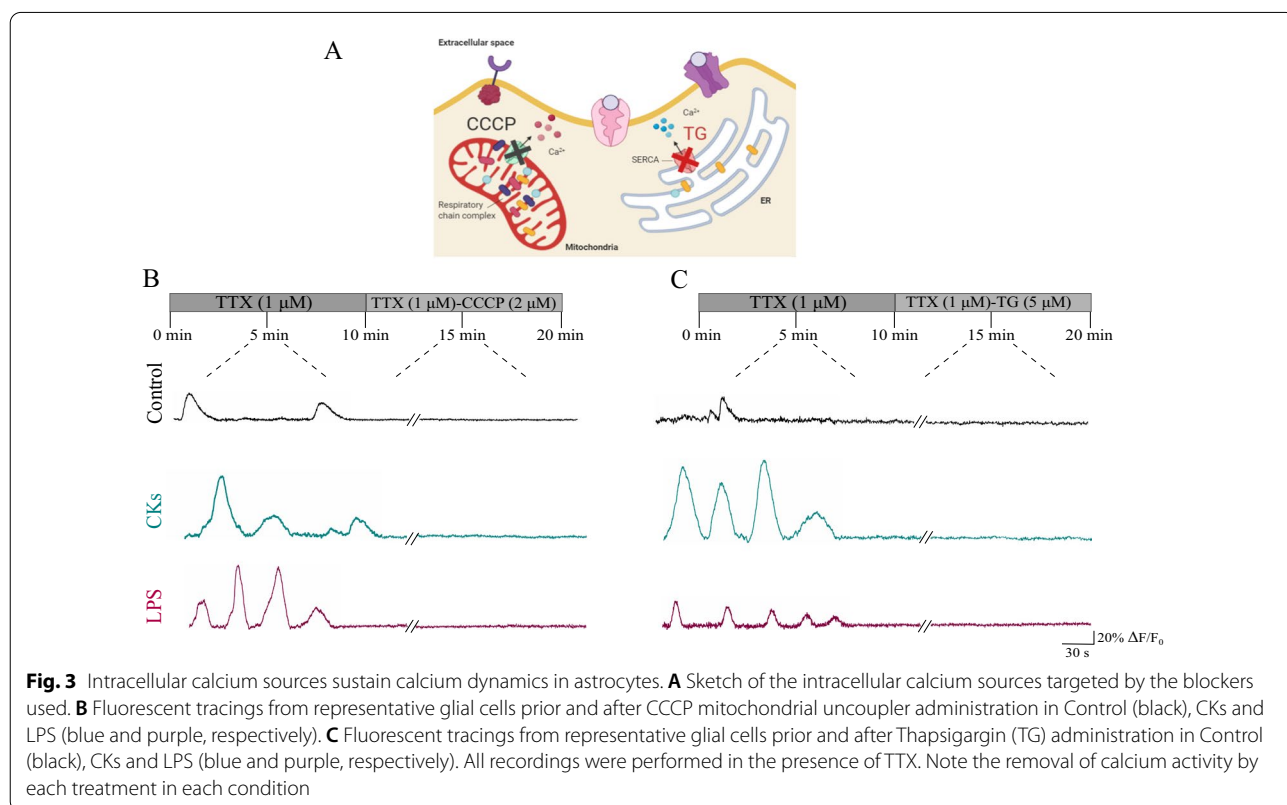 A
Extracellular space
CCCP
Ca²⁺
Respiratory
chain complex
Mitochondria
Ca²⁺
TG
SERCA
ER
B
TTX (1 μM)
TTX (1 μM)-CCCP (2 μM)
0 min
5 min
10 min
15 min
20 min
C
TTX (1 μM)
TTX (1 μM)-TG (5 μM)
0 min
5 min
10 min
15 min
20 min
Control
CKs
LPS
20% ΔF/F₀
30 s
Fig. 3 Intracellular calcium sources sustain calcium dynamics in astrocytes. A Sketch of the intracellular calcium sources targeted by the blockers
used. B Fluorescent tracings from representative glial cells prior and after CCCP mitochondrial uncoupler administration in Control (black), CKs and
LPS (blue and purple, respectively). C Fluorescent tracings from representative glial cells prior and after Thapsigargin (TG) administration in Control
(black), CKs and LPS (blue and purple, respectively). All recordings were performed in the presence of TTX. Note the removal of calcium activity by
each treatment in each condition